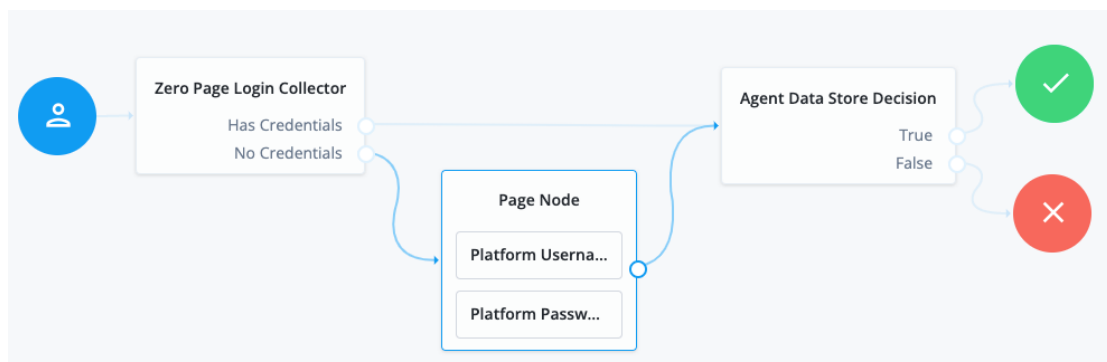 Zero Page Login Collector
Has Credentials
No Credentials
Page Node
Platform Userna...
Platform Passw...
Agent Data Store Decision
True
False